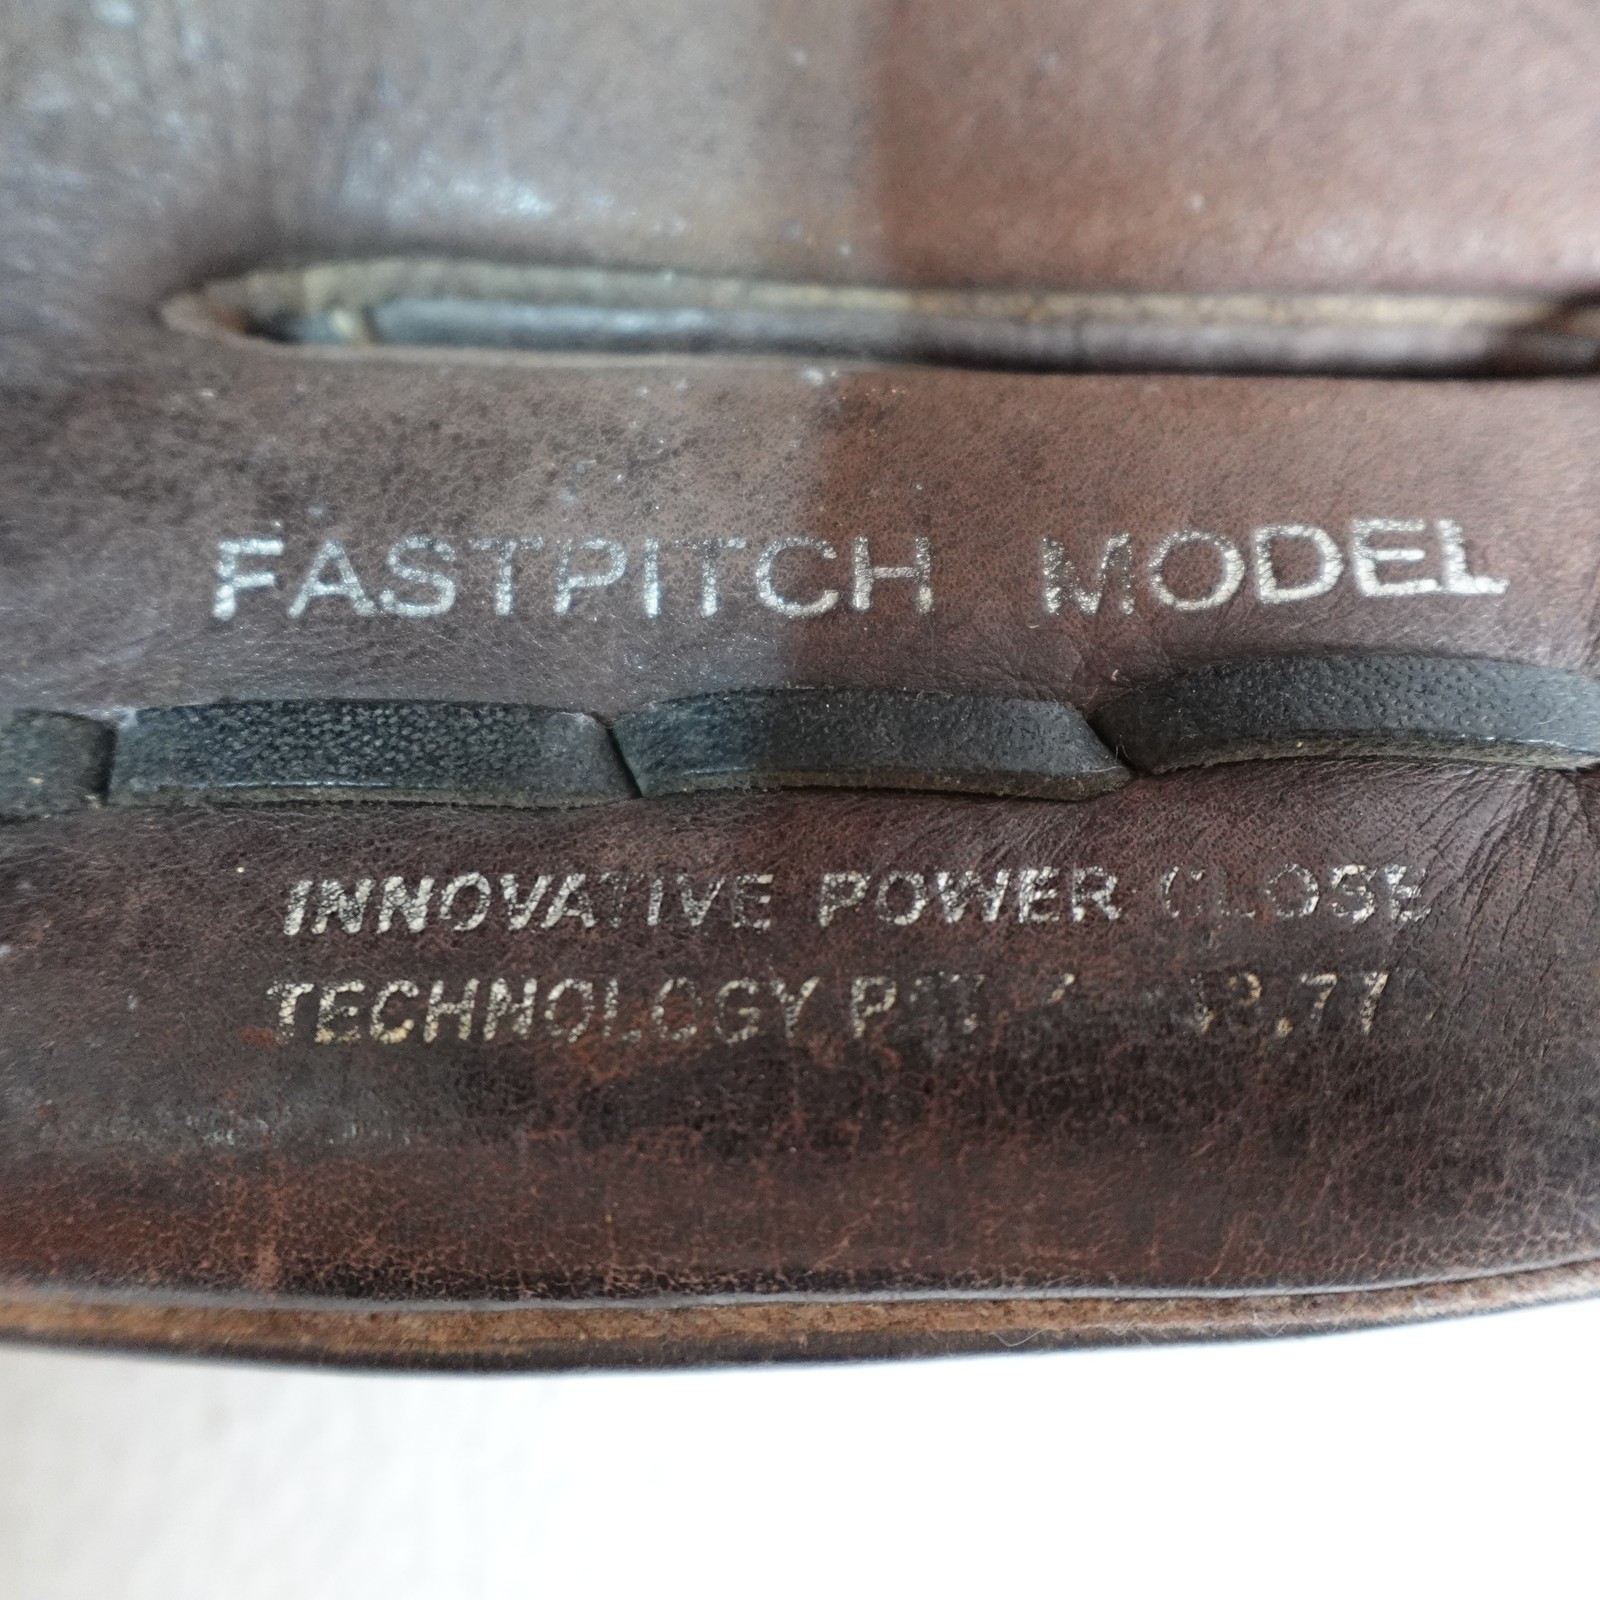 FASTPITCH MODEL
INNOVATIVE POWER CLOSE
TECHNOLOGY